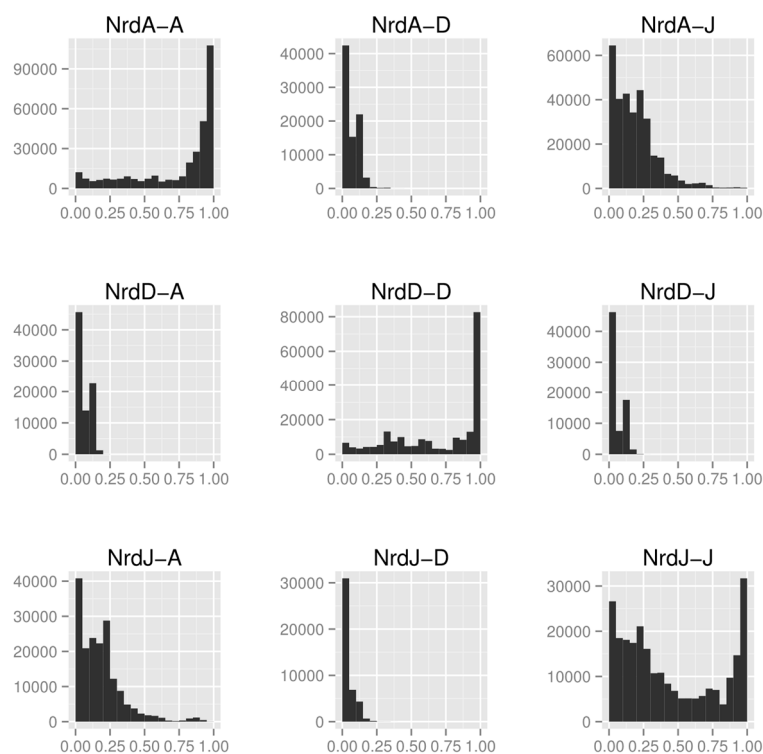 NrdA−A NrdA−D NrdA−J
90000 40000 60000
60000 30000 40000
30000 20000 20000
0 10000 0
0
0.00 0.25 0.50 0.75 1.00 0.00 0.25 0.50 0.75 1.00 0.00 0.25 0.50 0.75 1.00
NrdD−A NrdD−D NrdD−J
40000 80000 40000
30000 60000 30000
20000 40000 20000
10000 20000 10000
0 0 0
0.00 0.25 0.50 0.75 1.00 0.00 0.25 0.50 0.75 1.00 0.00 0.25 0.50 0.75 1.00
NrdJ−A NrdJ−D NrdJ−J
40000 30000 30000
30000 20000 20000
20000 10000 10000
10000 0 0
0
0.00 0.25 0.50 0.75 1.00 0.00 0.25 0.50 0.75 1.00 0.00 0.25 0.50 0.75 1.00